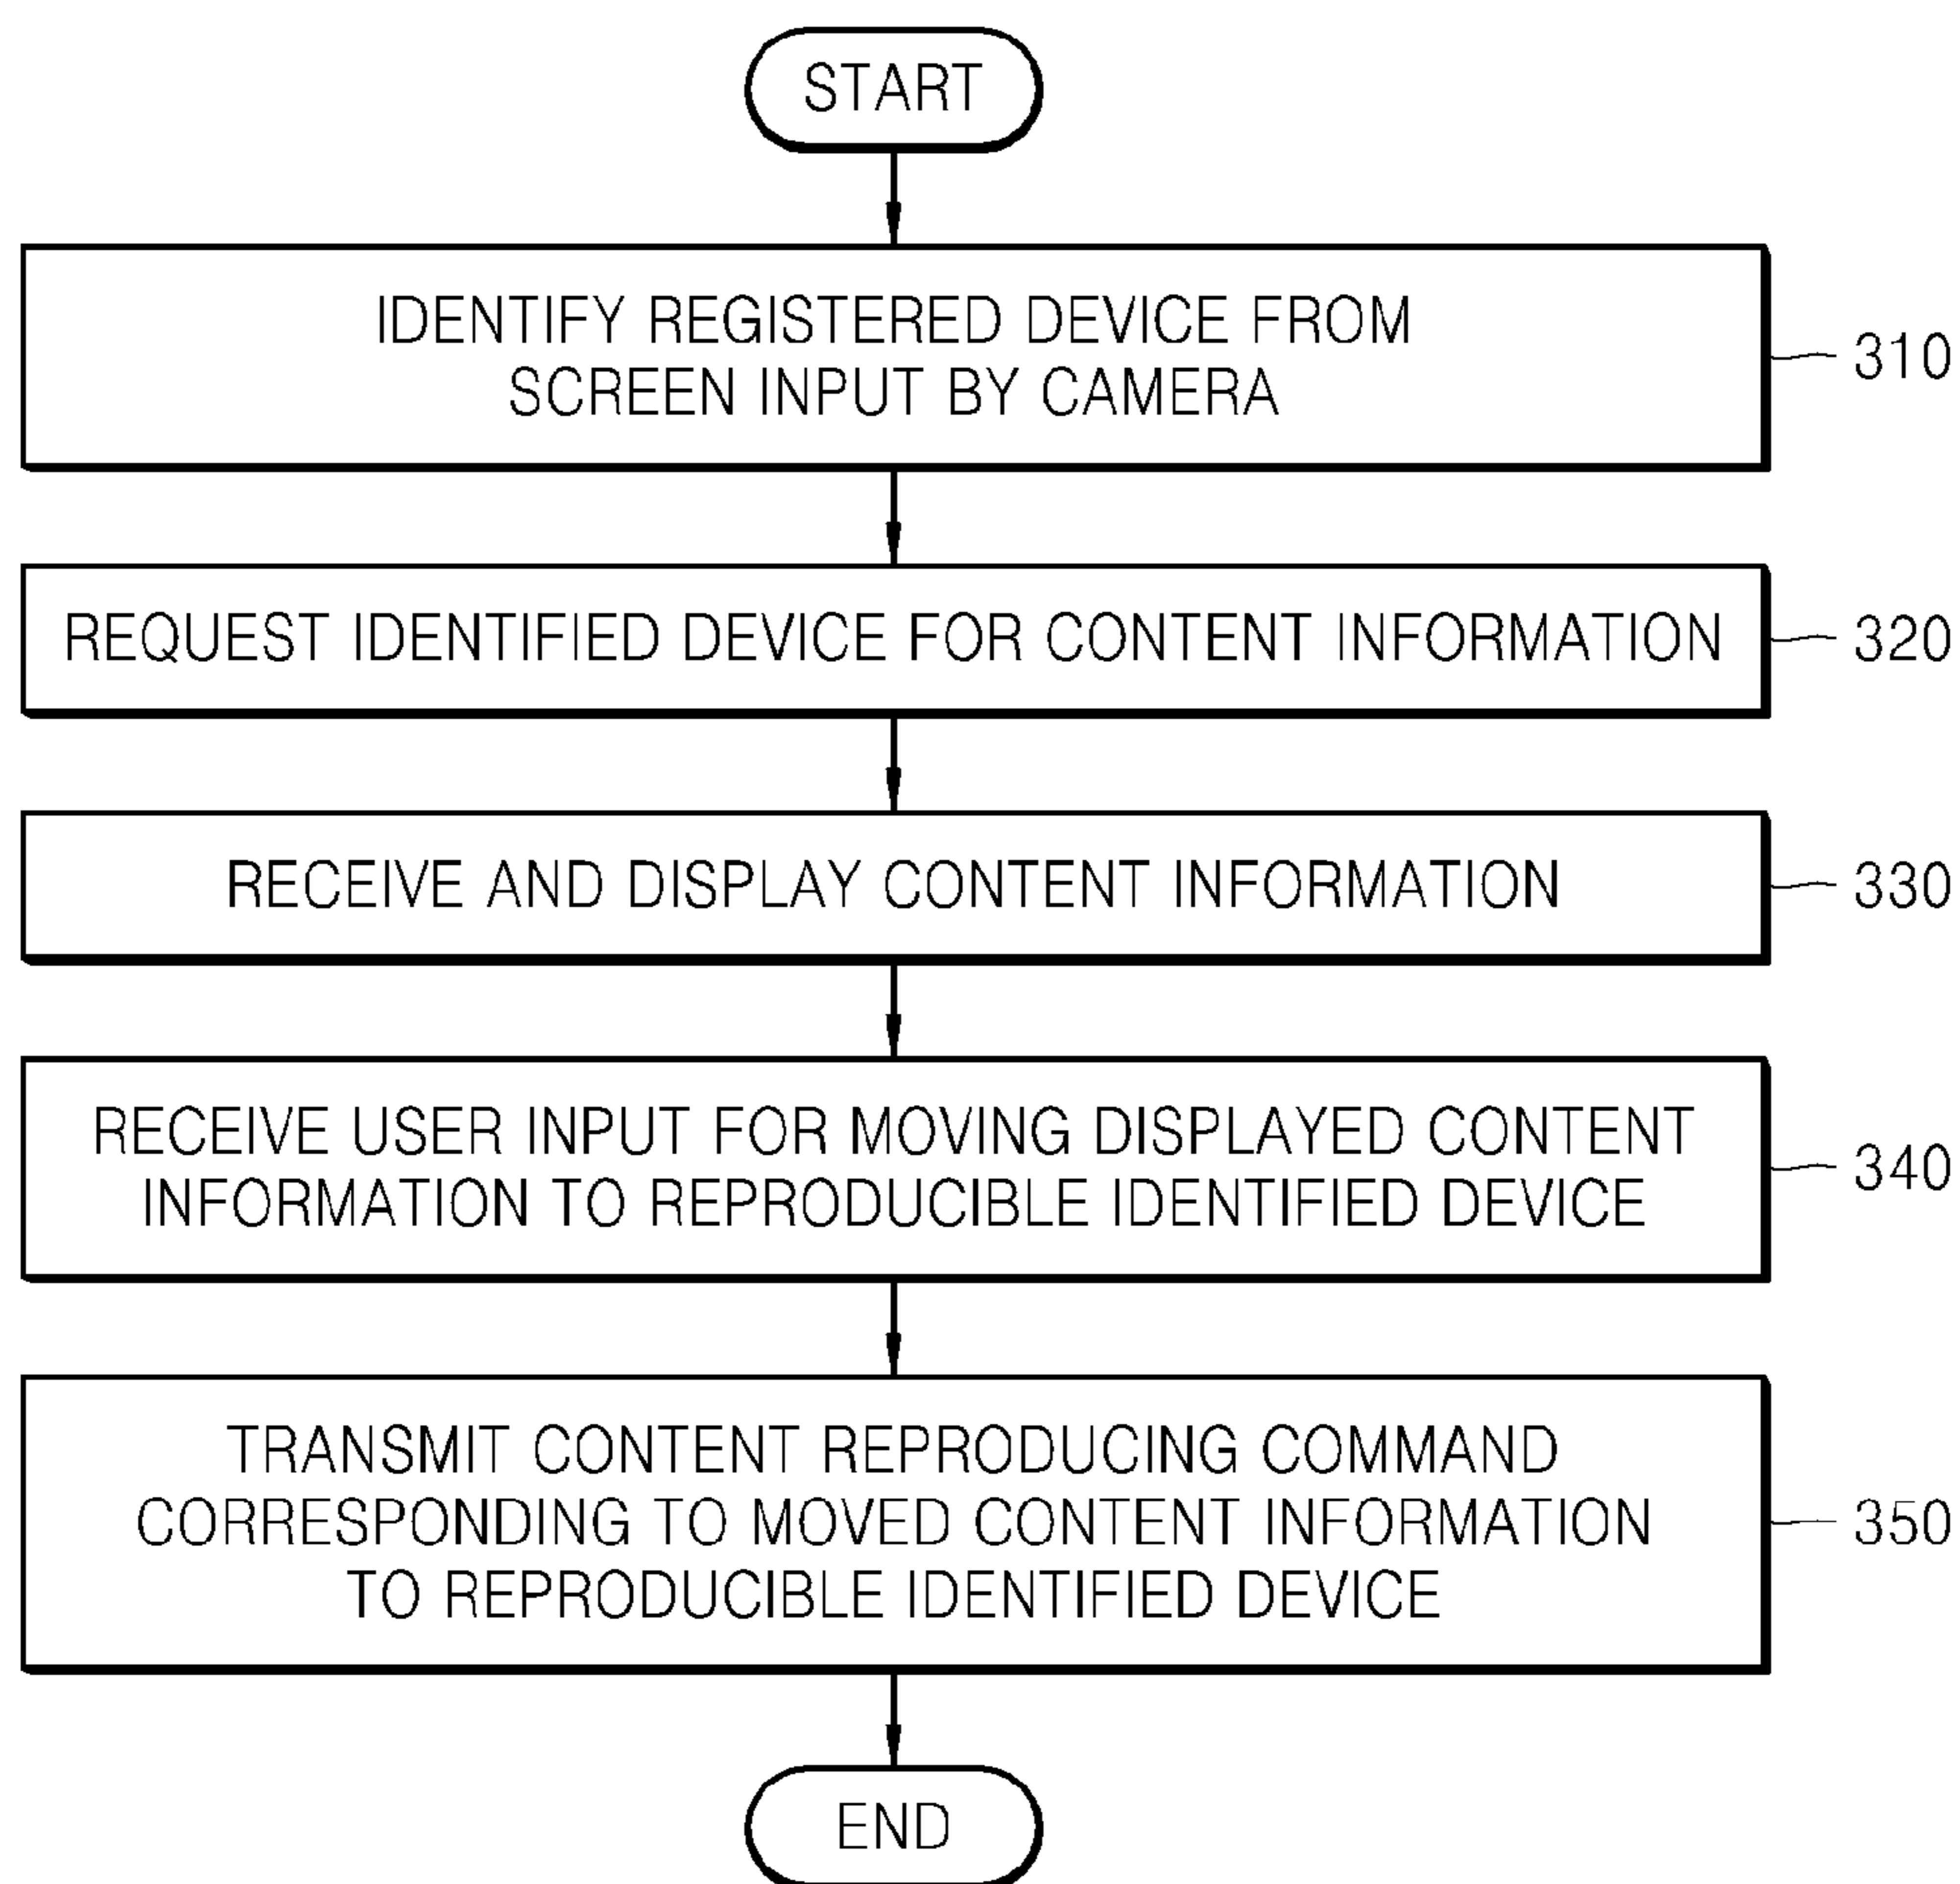 START
IDENTIFY REGISTERED DEVICE FROM
SCREEN INPUT BY CAMERA
310
REQUEST IDENTIFIED DEVICE FOR CONTENT INFORMATION
320
RECEIVE AND DISPLAY CONTENT INFORMATION
330
RECEIVE USER INPUT FOR MOVING DISPLAYED CONTENT
INFORMATION TO REPRODUCIBLE IDENTIFIED DEVICE
340
TRANSMIT CONTENT REPRODUCING COMMAND
CORRESPONDING TO MOVED CONTENT INFORMATION
TO REPRODUCIBLE IDENTIFIED DEVICE
350
END